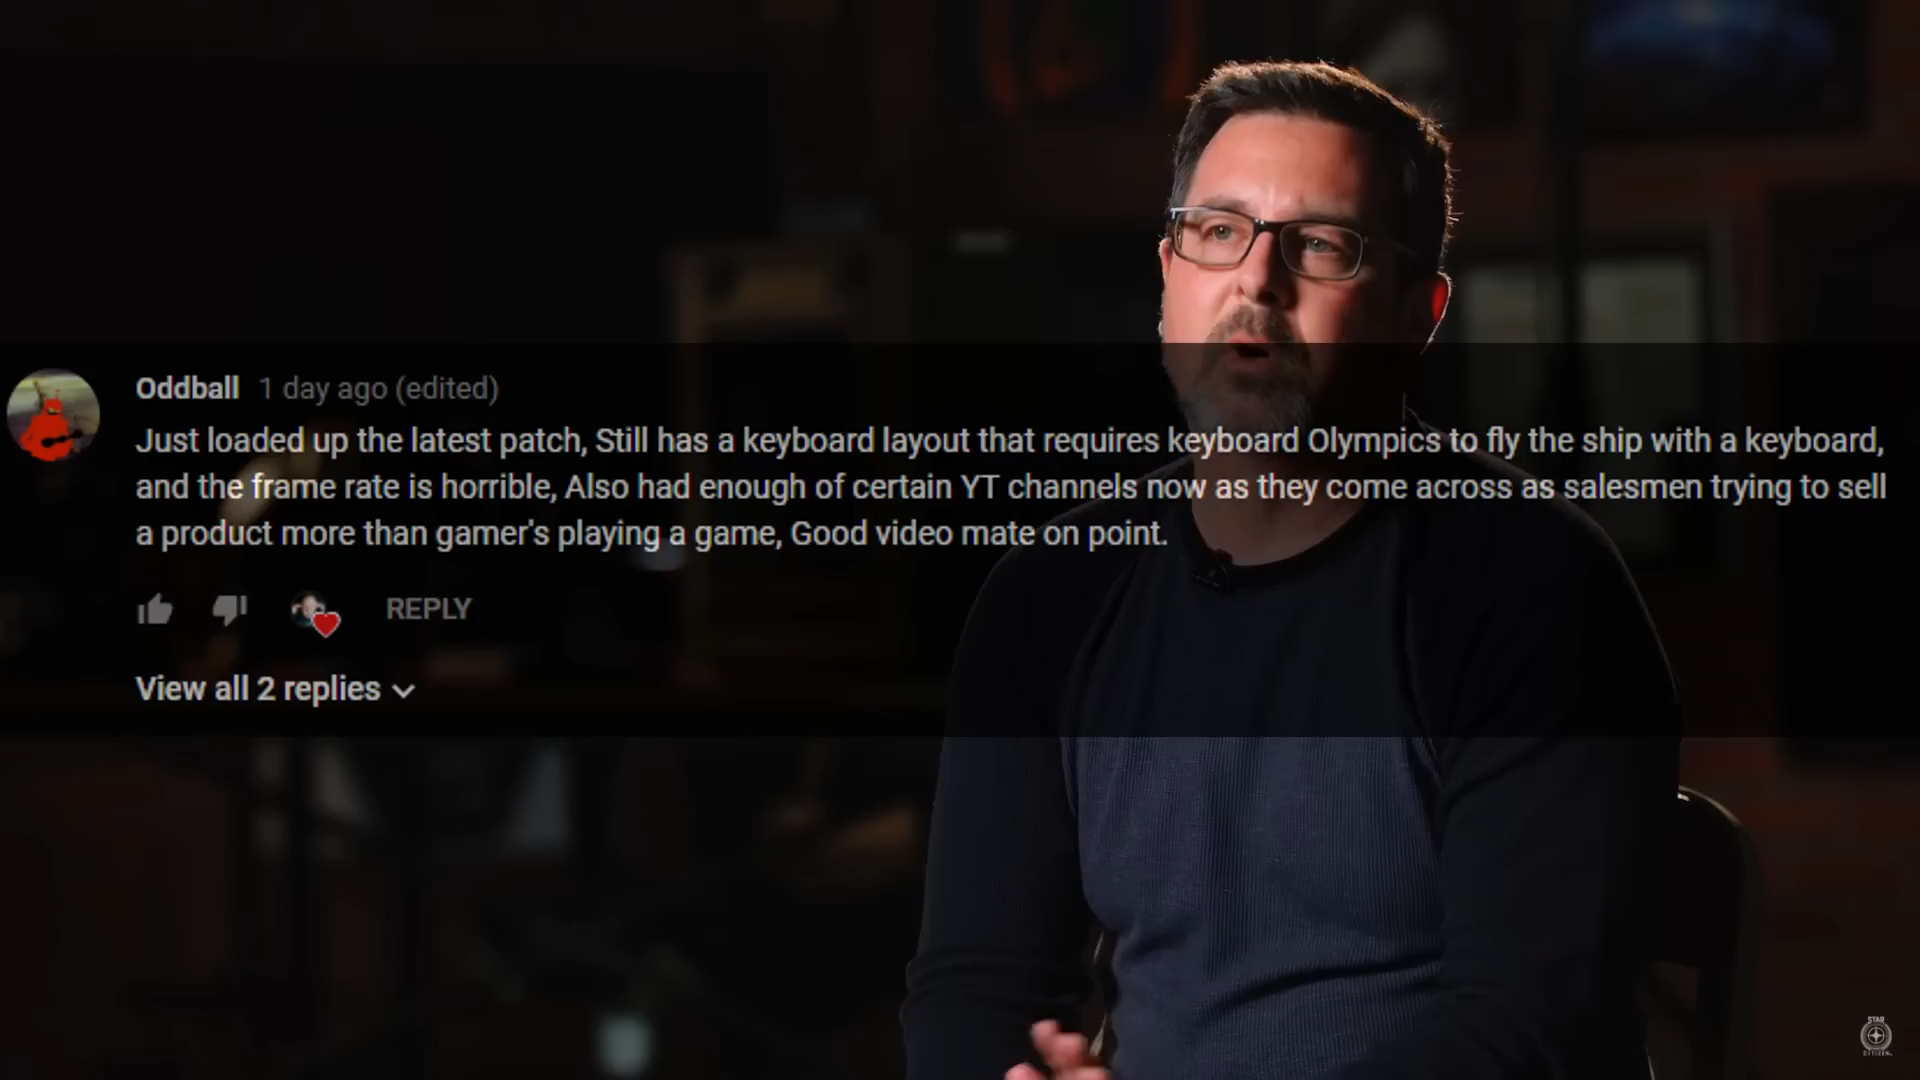 Oddball 1 day ago (edited)
Just loaded up the latest patch, Still has a keyboard layout that requires keyboard Olympics to fly the ship with a keyboard,
and the frame rate is horrible, Also had enough of certain YT channels now as they come across as salesmen trying to sell
a product more than gamer's playing a game, Good video mate on point.
REPLY
View all 2 replies
STAR
CITIZEN